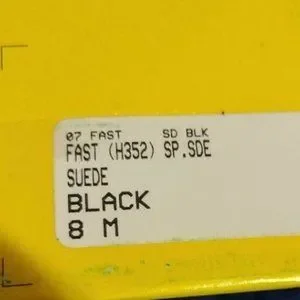 07 FAST SD BLK
FAST (H352) SP.SDE
SUEDE
BLACK
8 M